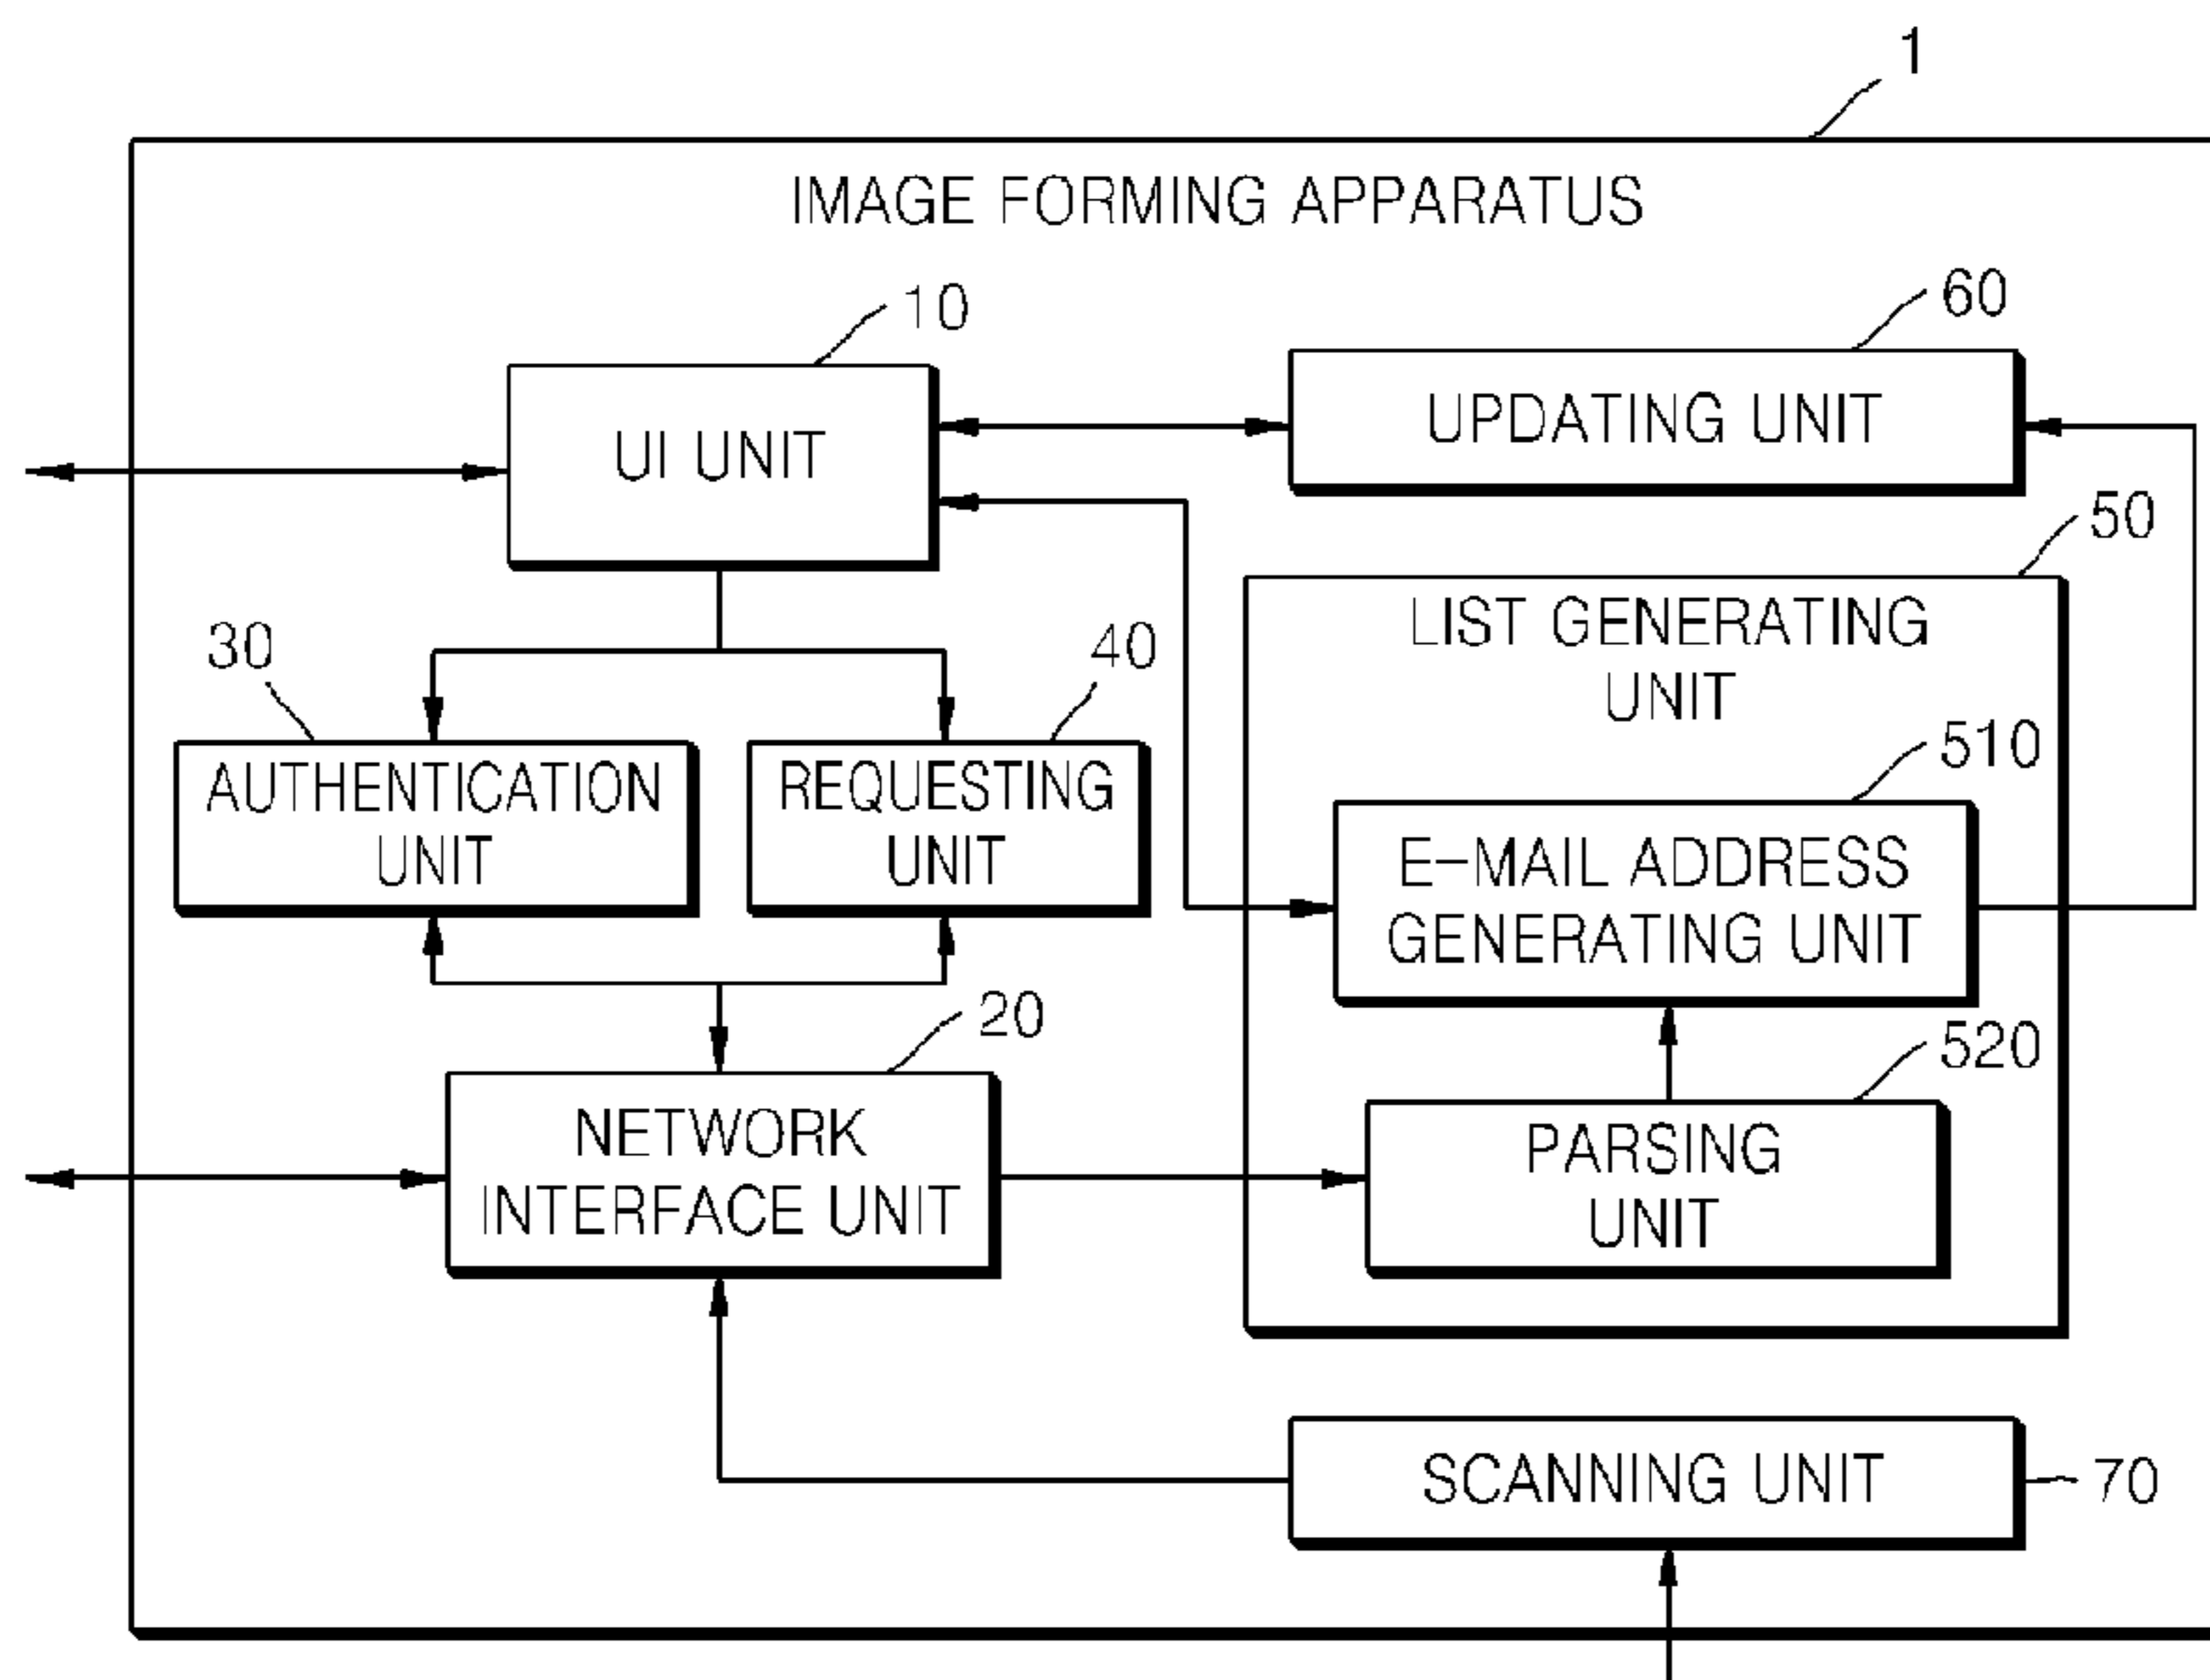 1
IMAGE FORMING APPARATUS
10
60
UI UNIT
UPDATING UNIT
50
LIST GENERATING
UNIT
30
40
510
AUTHENTICATION
UNIT
REQUESTING
UNIT
E-MAIL ADDRESS
GENERATING UNIT
20
520
NETWORK
INTERFACE UNIT
PARSING
UNIT
SCANNING UNIT
70